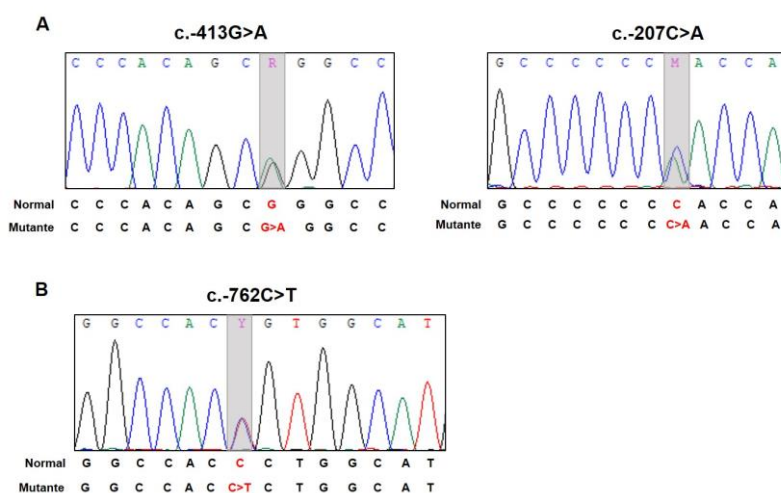 A
c.-413G>A
C C C A C A G C R G G C C
Normal C C C A C A G C G G G C C
Mutante C C C A C A G C G>A G G C C
c.-207C>A
G C C C C C C M A C C A
Normal G C C C C C C C A C C A
Mutante G C C C C C C C>A A C C A
B
c.-762C>T
G G C C A C Y G T G G C A T
Normal G G C C A C C C T G G C A T
Mutante G G C C A C C>T C T G G C A T